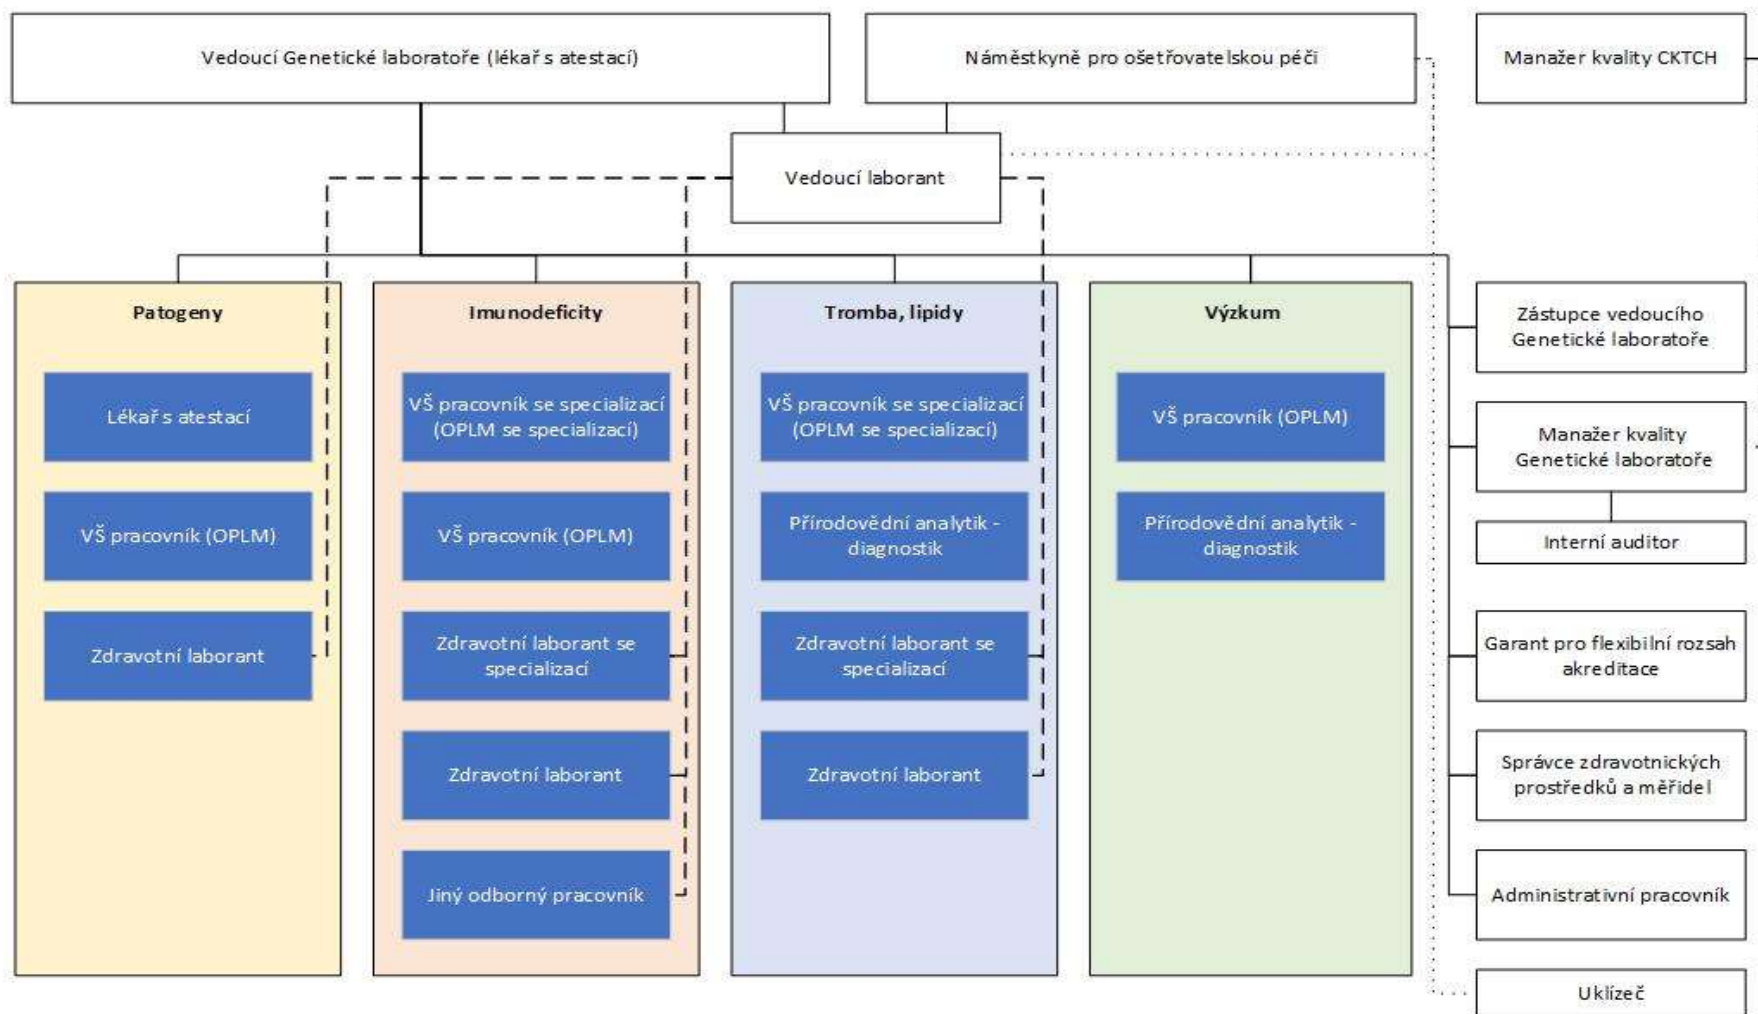 Vedoucí Genetické laboratoře (lékař s atestací)
Náměstkyně pro ošetřovatelskou péči
Manažer kvality CKTCH
Vedoucí laborant
Patogeny
Lékař s atestací
VŠ pracovník (OPLM)
Zdravotní laborant
Imunodeficity
VŠ pracovník se specializací
(OPLM se specializací)
VŠ pracovník (OPLM)
Zdravotní laborant se
specializací
Zdravotní laborant
Jiný odborný pracovník
Tromba, lipidy
VŠ pracovník se specializací
(OPLM se specializací)
Přírodovědní analytik -
diagnostik
Zdravotní laborant se
specializací
Zdravotní laborant
Výzkum
VŠ pracovník (OPLM)
Přírodovědní analytik -
diagnostik
Zástupce vedoucího
Genetické laboratoře
Manažer kvality
Genetické laboratoře
Interní auditor
Garant pro flexibilní rozsah
akreditace
Správce zdravotnických
prostředků a měřidel
Administrativní pracovník
Uklízeč